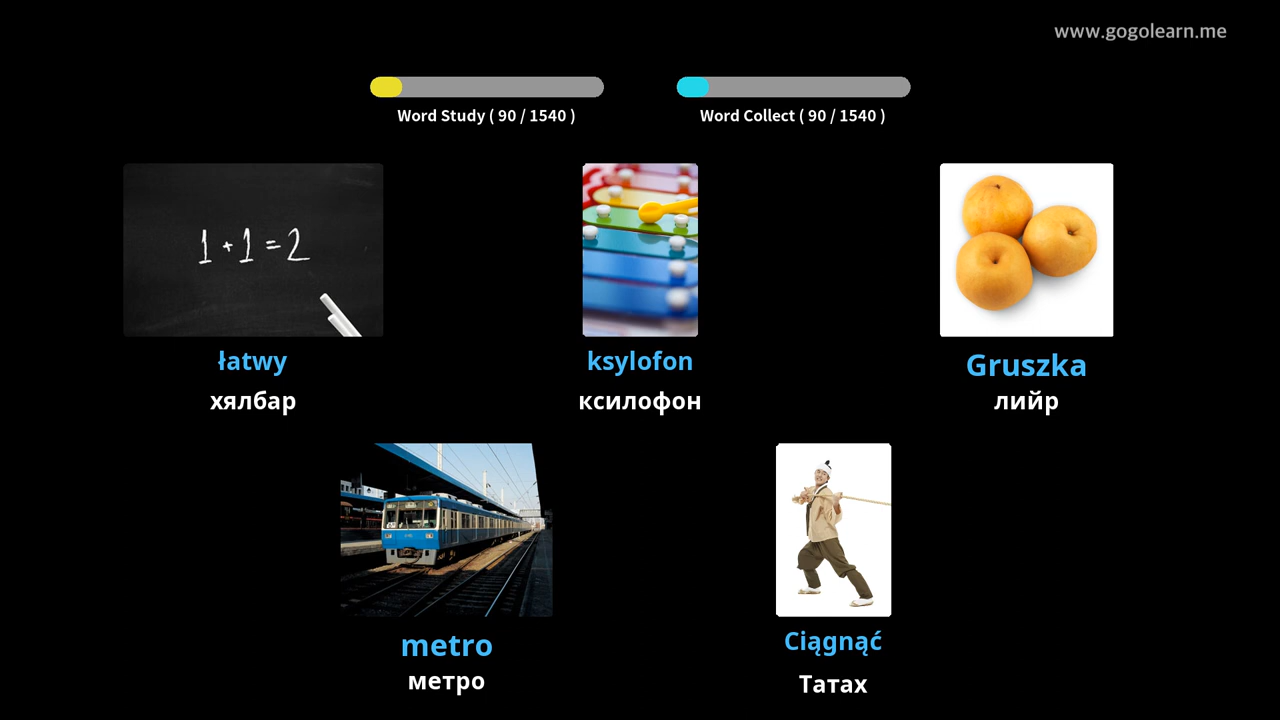 www.gogolearn.me
Word Study ( 90 / 1540 )
Word Collect ( 90 / 1540 )
1 + 1 = 2
łatwy
хялбар
ksylofon
ксилофон
Gruszka
лийр
metro
метро
Ciągnąć
Татах